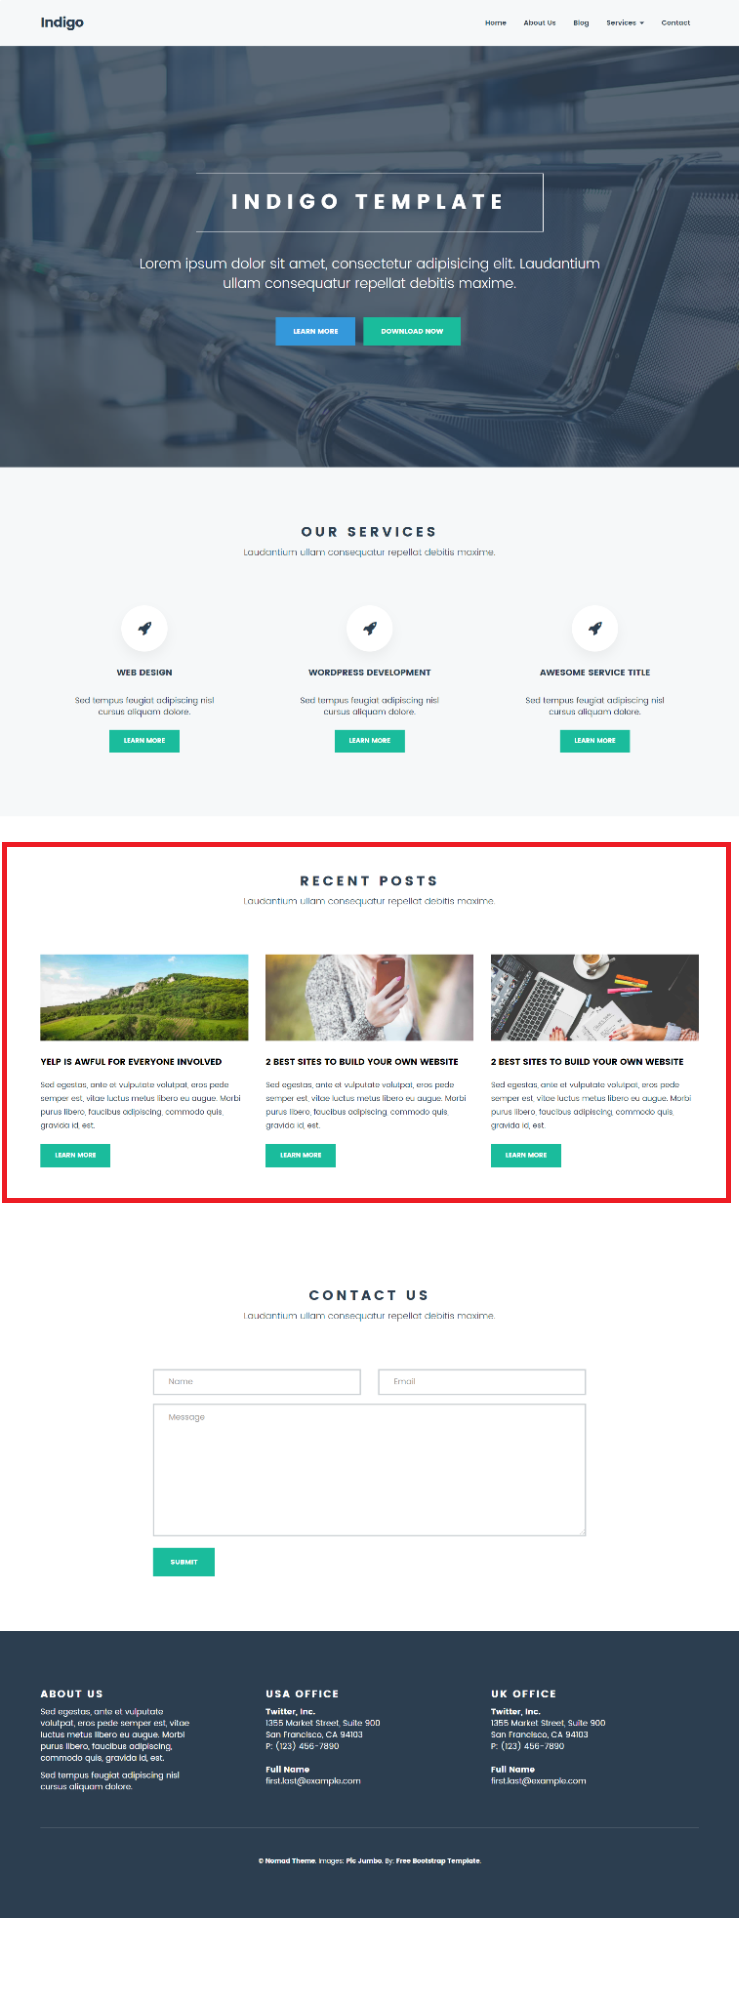 Indigo
Home About Us Blog Services Contact
INDIGO TEMPLATE
Lorem ipsum dolor sit amet, consectetur adipisicing elit. Laudantium
ullam consequatur repellat debitis maxime.
LEARN MORE DOWNLOAD NOW
OUR SERVICES
Laudantium ullam consequatur repellat debitis maxime.
WEB DESIGN
Sed tempus feugiat adipiscing nisl
cursus aliquam dolore.
LEARN MORE
WORDPRESS DEVELOPMENT
Sed tempus feugiat adipiscing nisl
cursus aliquam dolore.
LEARN MORE
AWESOME SERVICE TITLE
Sed tempus feugiat adipiscing nisl
cursus aliquam dolore.
LEARN MORE
RECENT POSTS
Laudantium ullam consequatur repellat debitis maxime.
YELP IS AWFUL FOR EVERYONE INVOLVED
Sed egestas, ante et vulputate volutpat, eros pede
semper est, vitae luctus metus libero eu augue. Morbi
purus libero, faucibus adipiscing, commodo quis,
gravida id, est.
LEARN MORE
2 BEST SITES TO BUILD YOUR OWN WEBSITE
Sed egestas, ante et vulputate volutpat, eros pede
semper est, vitae luctus metus libero eu augue. Morbi
purus libero, faucibus adipiscing, commodo quis,
gravida id, est.
LEARN MORE
2 BEST SITES TO BUILD YOUR OWN WEBSITE
Sed egestas, ante et vulputate volutpat, eros pede
semper est, vitae luctus metus libero eu augue. Morbi
purus libero, faucibus adipiscing, commodo quis,
gravida id, est.
LEARN MORE
CONTACT US
Laudantium ullam consequatur repellat debitis maxime.
Name
Email
Message
SUBMIT
ABOUT US
Sed egestas, ante et vulputate
volutpat, eros pede semper est, vitae
luctus metus libero eu augue. Morbi
purus libero, faucibus adipiscing,
commodo quis, gravida id, est.
Sed tempus feugiat adipiscing nisl
cursus aliquam dolore.
USA OFFICE
Twitter, Inc.
1355 Market Street, Suite 900
San Francisco, CA 94103
P: (123) 456-7890
Full Name
first.last@example.com
UK OFFICE
Twitter, Inc.
1355 Market Street, Suite 900
San Francisco, CA 94103
P: (123) 456-7890
Full Name
first.last@example.com
© Nomad Theme. Images: Pic Jumbo. By: Free Bootstrap Template.